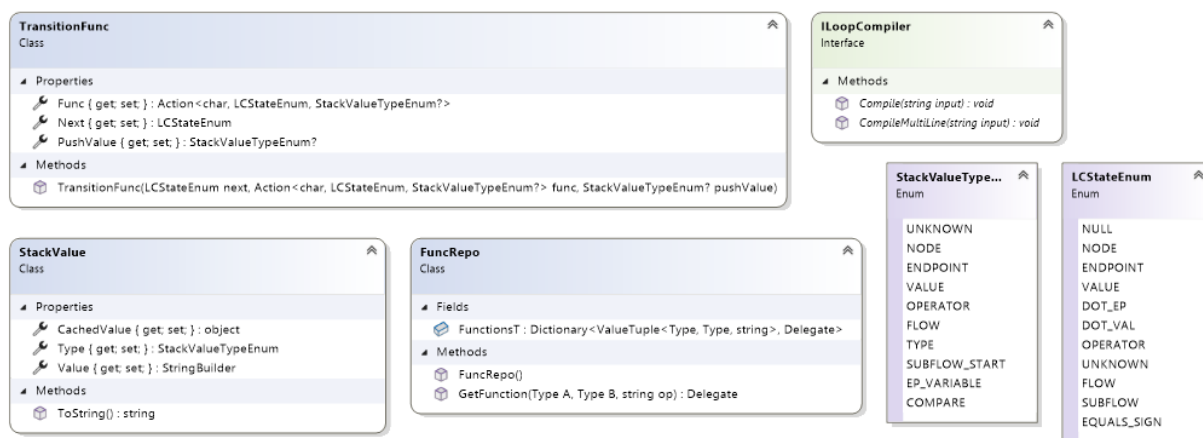 TransitionFunc
Class
Properties
Func { get; set; } : Action<char, LCStateEnum, StackValueTypeEnum?>
Next { get; set; } : LCStateEnum
PushValue { get; set; } : StackValueTypeEnum?
Methods
TransitionFunc(LCStateEnum next, Action<char, LCStateEnum, StackValueTypeEnum?> func, StackValueTypeEnum? pushValue)
ILoopCompiler
Interface
Methods
Compile(string input) : void
CompileMultiLine(string input) : void
StackValue
Class
Properties
CachedValue { get; set; } : object
Type { get; set; } : StackValueTypeEnum
Value { get; set; } : StringBuilder
Methods
ToString() : string
FuncRepo
Class
Fields
FunctionsT : Dictionary<ValueTuple<Type, Type, string>, Delegate>
Methods
FuncRepo()
GetFunction(Type A, Type B, string op) : Delegate
StackValueType...
Enum
UNKNOWN
NODE
ENDPOINT
VALUE
OPERATOR
FLOW
TYPE
SUBFLOW_START
EP_VARIABLE
COMPARE
LCStateEnum
Enum
NULL
NODE
ENDPOINT
VALUE
DOT_EP
DOT_VAL
OPERATOR
UNKNOWN
FLOW
SUBFLOW
EQUALS_SIGN